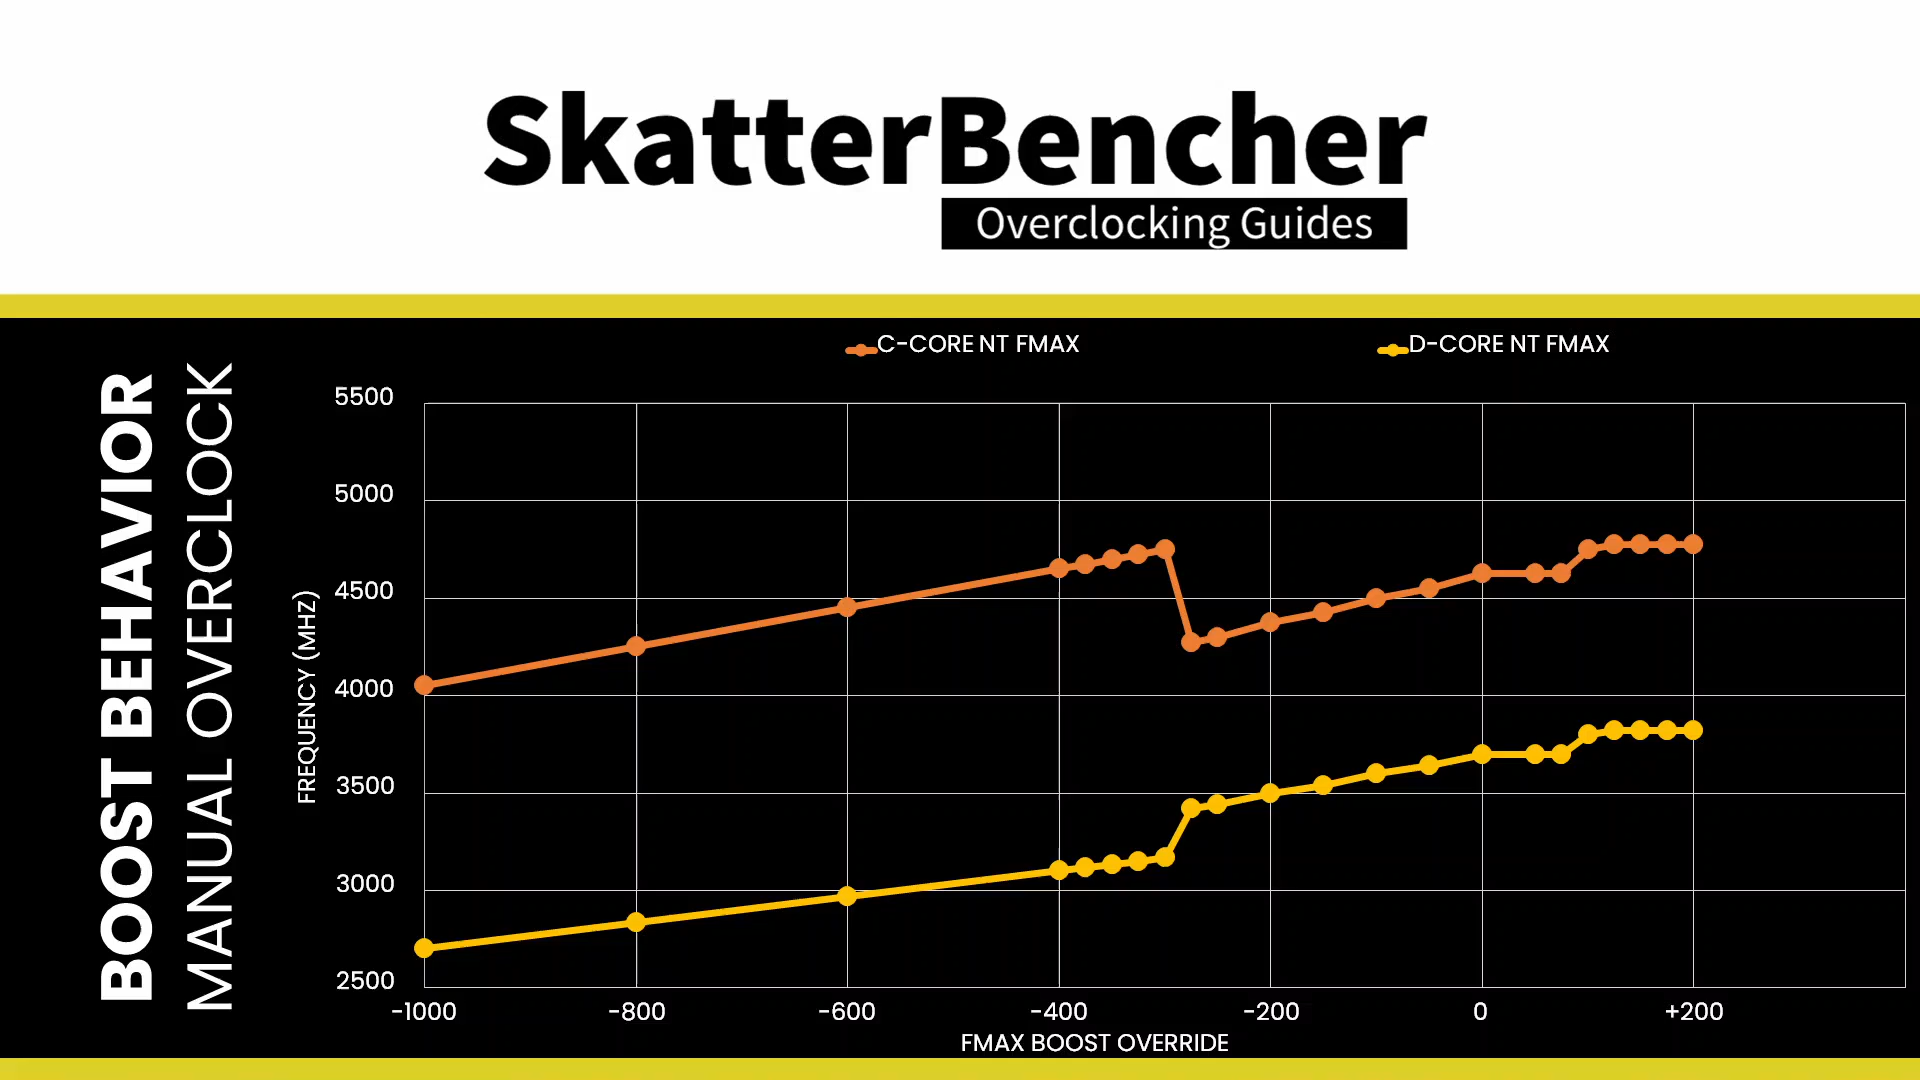 SkatterBencher
Overclocking Guides
BOOST BEHAVIOR
MANUAL OVERCLOCK
C-CORE NT FMAX
D-CORE NT FMAX
FREQUENCY (MHZ)
5500
5000
4500
4000
3500
3000
2500
-1000 -800 -600 -400 -200 0 +200
FMAX BOOST OVERRIDE